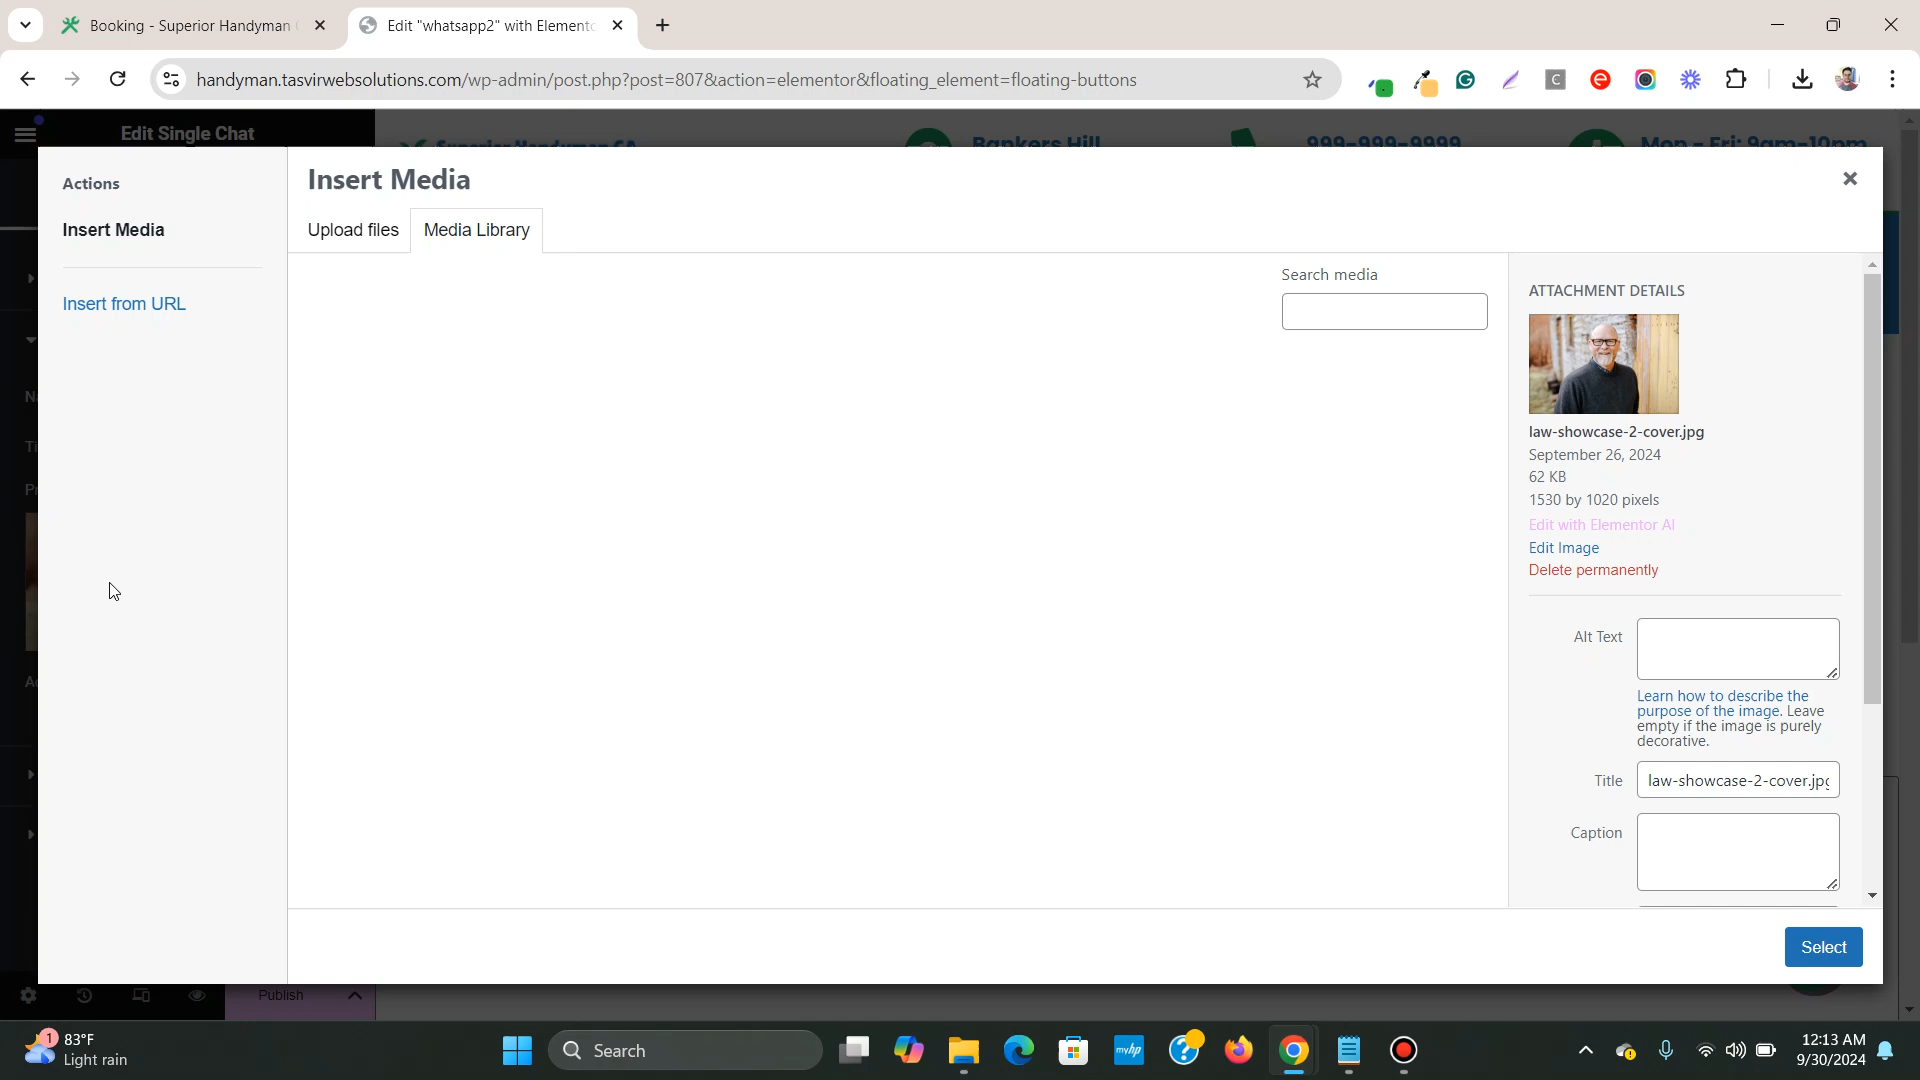 Booking - Superior Handyman
Edit "whatsapp2" with Elemento
handyman.tasvirwebsolutions.com/wp-admin/post.php?post=807&action=elementor&floating_element=floating-buttons
Edit Single Chat
Superior Handyman CA
Bankers Hill
999-999-9999
Mon - Fri: 9am-10pm
Actions
Insert Media
Insert from URL
Insert Media
Upload files
Media Library
Search media
ATTACHMENT DETAILS
law-showcase-2-cover.jpg
September 26, 2024
62 KB
1530 by 1020 pixels
Edit with Elementor AI
Edit Image
Delete permanently
Alt Text
Learn how to describe the
purpose of the image. Leave
empty if the image is purely
decorative.
Title
law-showcase-2-cover.jpg
Caption
Select
Publish
1
83°F
Light rain
Search
myhp
12:13 AM
9/30/2024